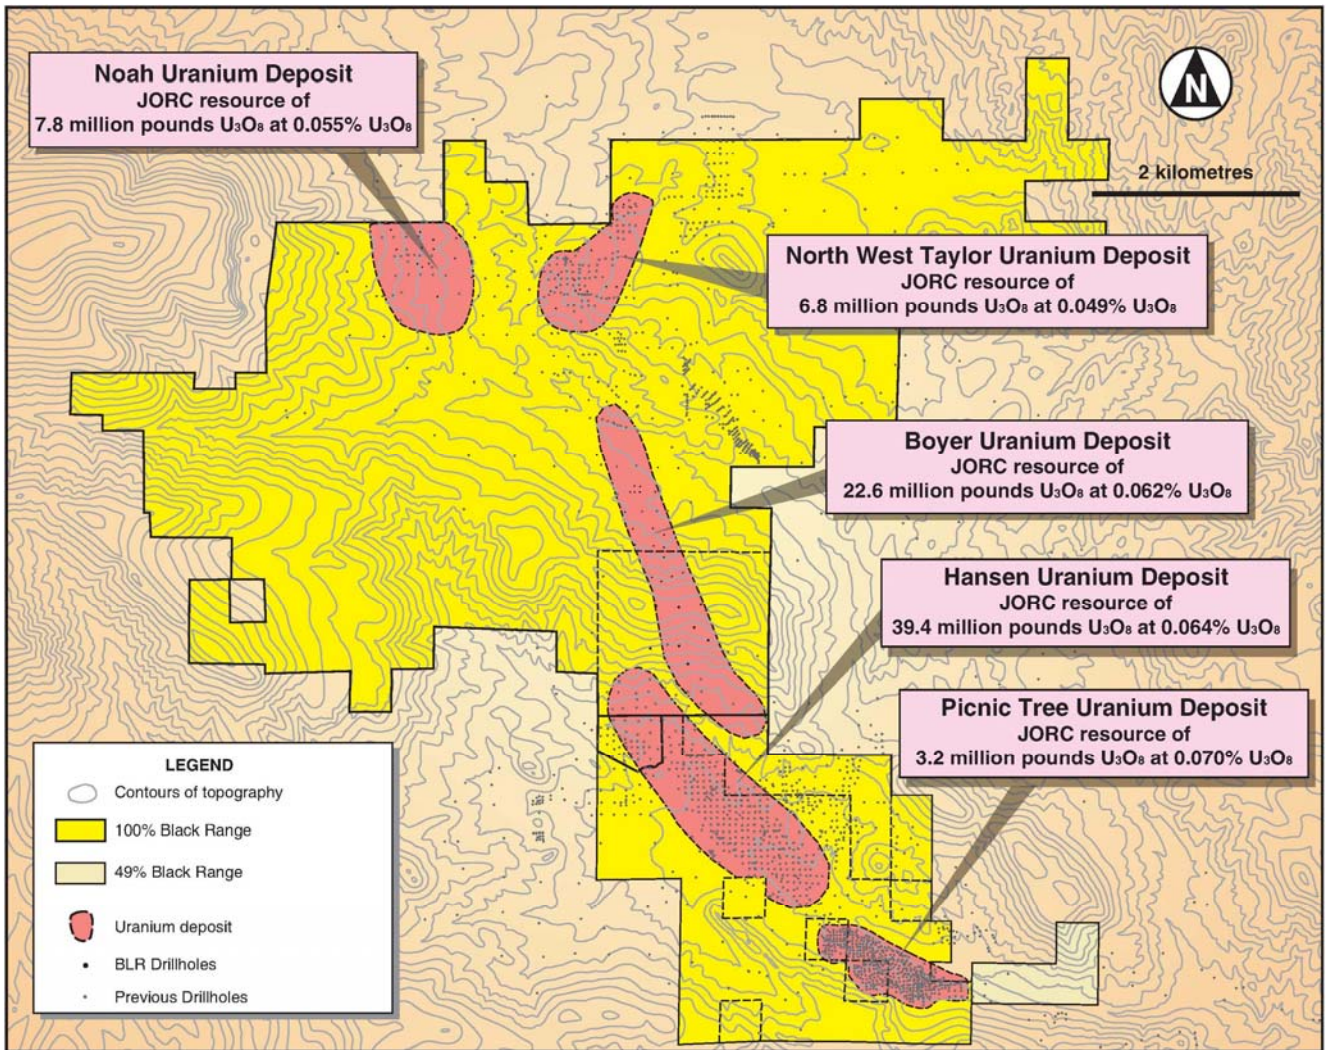 Noah Uranium Deposit
JORC resource of
7.8 million pounds U₃O₈ at 0.055% U₃O₈
N
2 kilometres
North West Taylor Uranium Deposit
JORC resource of
6.8 million pounds U₃O₈ at 0.049% U₃O₈
Boyer Uranium Deposit
JORC resource of
22.6 million pounds U₃O₈ at 0.062% U₃O₈
Hansen Uranium Deposit
JORC resource of
39.4 million pounds U₃O₈ at 0.064% U₃O₈
Picnic Tree Uranium Deposit
JORC resource of
3.2 million pounds U₃O₈ at 0.070% U₃O₈
LEGEND
Contours of topography
100% Black Range
49% Black Range
Uranium deposit
BLR Drillholes
Previous Drillholes